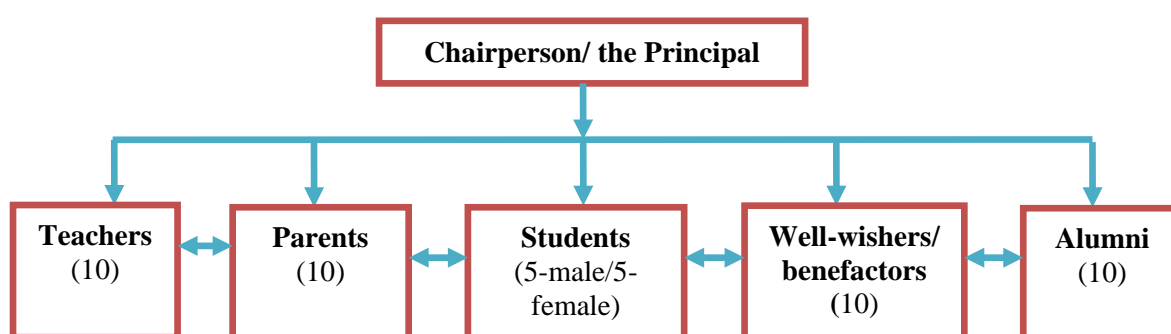 Chairperson/ the Principal
Teachers
(10)
Parents
(10)
Students
(5-male/5-
female)
Well-wishers/
benefactors
(10)
Alumni
(10)